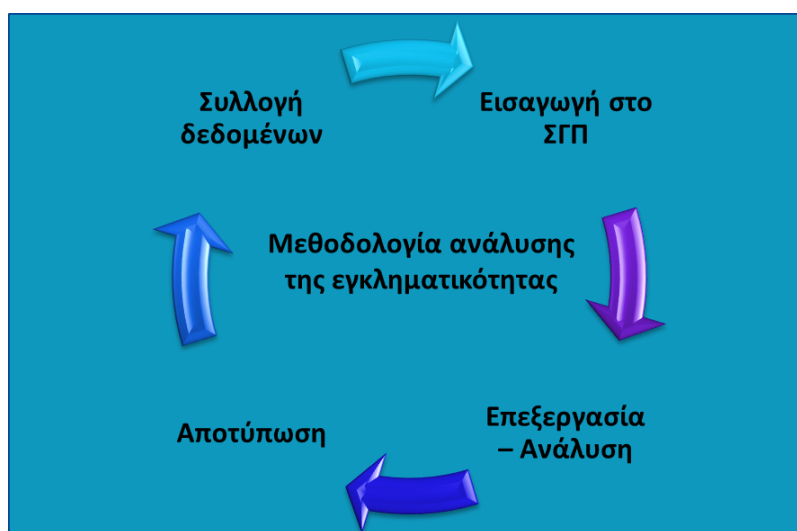 Συλλογή
δεδομένων
Εισαγωγή στο
ΣΓΠ
Μεθοδολογία ανάλυσης
της εγκληματικότητας
Επεξεργασία
– Ανάλυση
Αποτύπωση